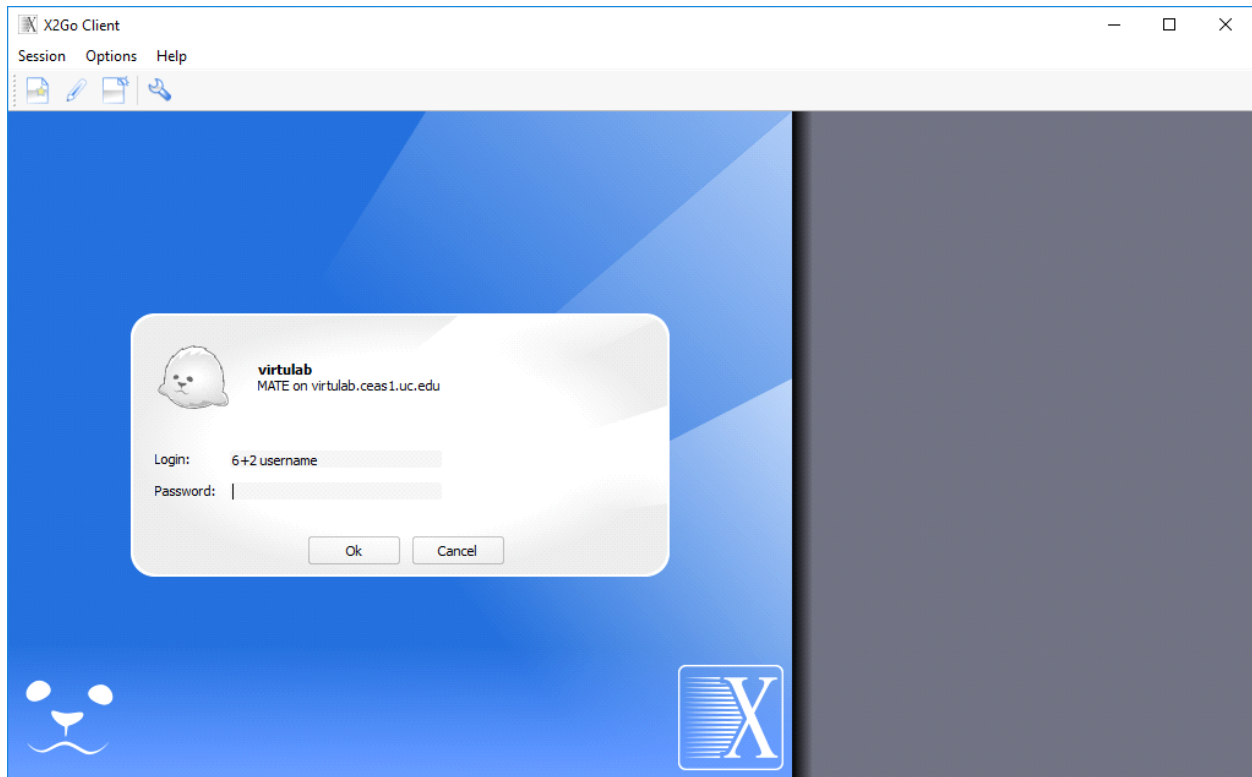 X2Go Client
Session Options Help
virtulab
MATE on virtulab.ceas1.uc.edu
Login: 6+2 username
Password:
Ok Cancel
X